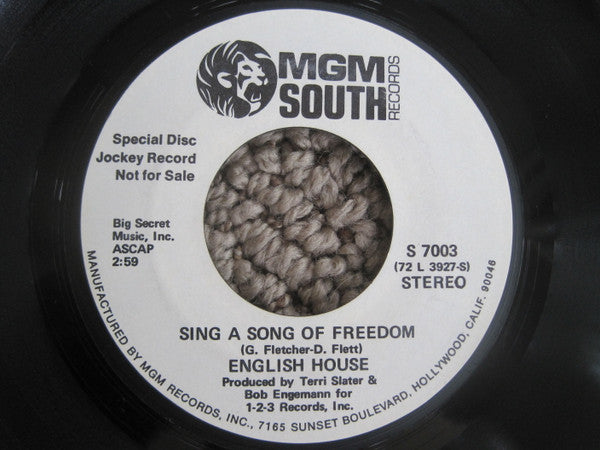 MGM
SOUTH
RECORDS
Special Disc
Jockey Record
Not for Sale
Big Secret
Music, Inc.
ASCAP
2:59
S 7003
(72 L 3927-S)
STEREO
SING A SONG OF FREEDOM
(G. Fletcher-D. Flett)
ENGLISH HOUSE
Produced by Terri Slater &
Bob Engemann for
1-2-3 Records, Inc.
MANUFACTURED BY MGM RECORDS, INC., 7165 SUNSET BOULEVARD, HOLLYWOOD, CALIF. 90046